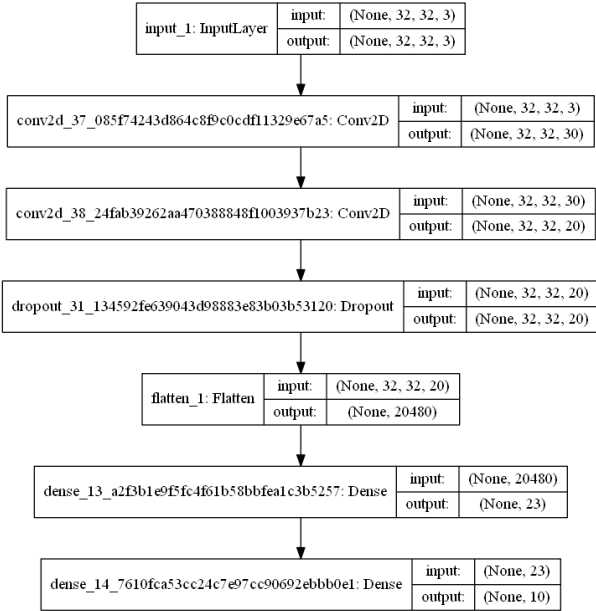 input_1: InputLayer
input: (None, 32, 32, 3)
output: (None, 32, 32, 3)
conv2d_37_085f74243d864c8f9c0cdf11329e67a5: Conv2D
input: (None, 32, 32, 3)
output: (None, 32, 32, 30)
conv2d_38_24fab39262aa470388848f1003937b23: Conv2D
input: (None, 32, 32, 30)
output: (None, 32, 32, 20)
dropout_31_134592fe639043d98883e83b03b53120: Dropout
input: (None, 32, 32, 20)
output: (None, 32, 32, 20)
flatten_1: Flatten
input: (None, 32, 32, 20)
output: (None, 20480)
dense_13_a2f3b1e9f5fc4f61b58bbfea1c3b5257: Dense
input: (None, 20480)
output: (None, 23)
dense_14_7610fca53cc24c7e97cc90692ebbb0e1: Dense
input: (None, 23)
output: (None, 10)